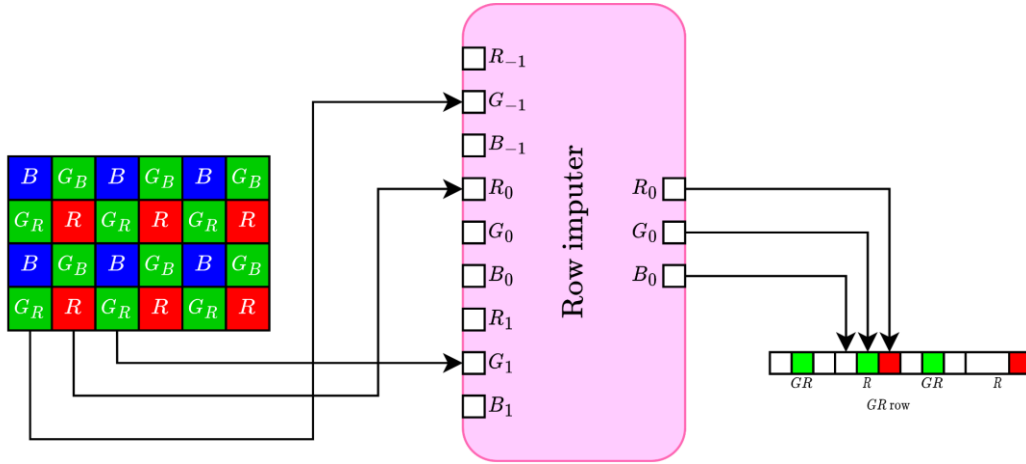 B G_B B G_B B G_B
G_R R G_R R G_R R
B G_B B G_B B G_B
G_R R G_R R G_R R
R_{-1}
G_{-1}
B_{-1}
R_0
G_0
B_0
R_1
G_1
B_1
Row imputer
R_0
G_0
B_0
GR R GR R
GR row